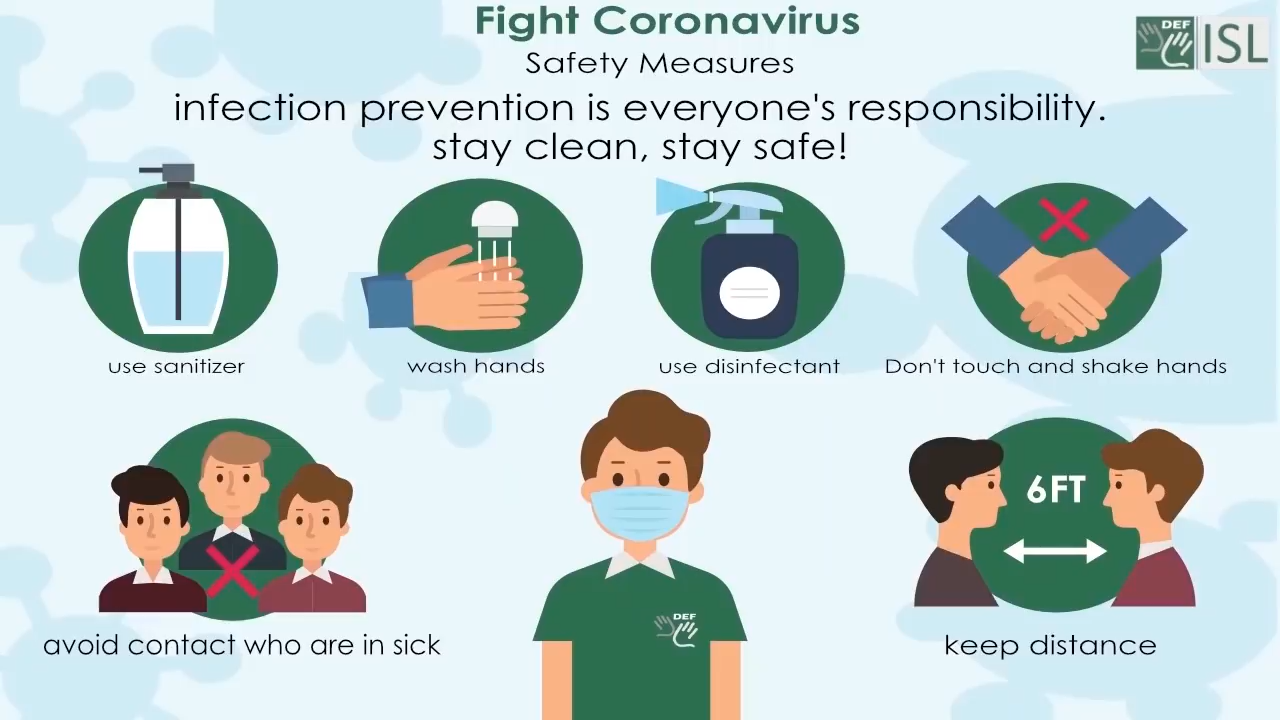 Fight Coronavirus
DEF
ISL
Safety Measures
infection prevention is everyone's responsibility.
stay clean, stay safe!
use sanitizer
wash hands
use disinfectant
Don't touch and shake hands
6FT
DEF
avoid contact who are in sick
keep distance